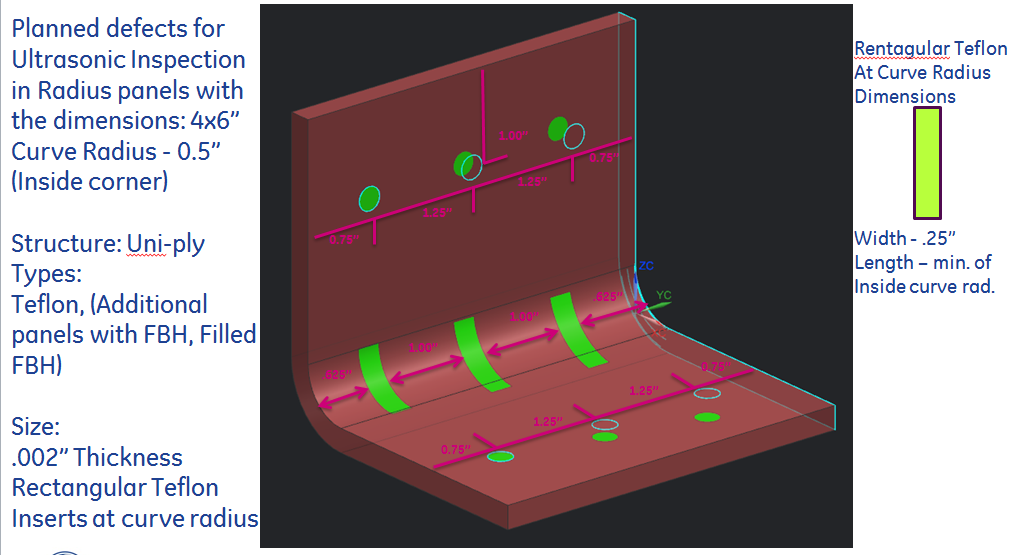 Planned defects for
Ultrasonic Inspection
in Radius panels with
the dimensions: 4x6”
Curve Radius - 0.5”
(Inside corner)
Structure: Uni-ply
Types:
Teflon, (Additional
panels with FBH, Filled
FBH)
Size:
.002” Thickness
Rectangular Teflon
Inserts at curve radius
1.00”
0.75”
1.25”
1.25”
0.75”
ZC
YC
.625”
1.00”
1.00”
.625”
0.75”
1.25”
1.25”
0.75”
Rentagular Teflon
At Curve Radius
Dimensions
Width - .25”
Length – min. of
Inside curve rad.